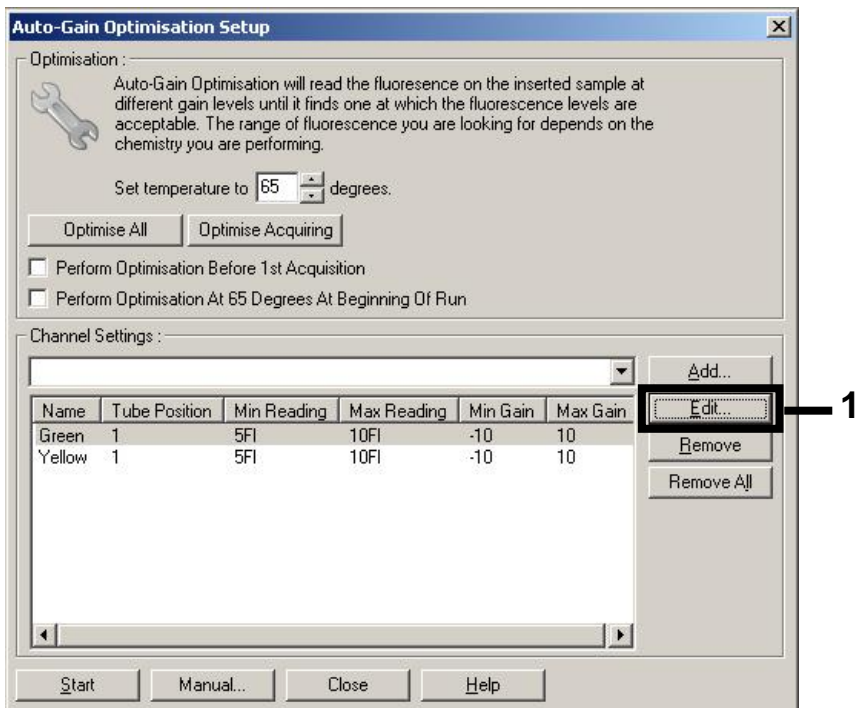 Auto-Gain Optimisation Setup
Optimisation :
Auto-Gain Optimisation will read the fluoresence on the inserted sample at
different gain levels until it finds one at which the fluorescence levels are
acceptable. The range of fluorescence you are looking for depends on the
chemistry you are performing.
Set temperature to 65 degrees.
Optimise All Optimise Acquiring
Perform Optimisation Before 1st Acquisition
Perform Optimisation At 65 Degrees At Beginning Of Run
Channel Settings :
Add...
Name Tube Position Min Reading Max Reading Min Gain Max Gain Edit... 1
Green 1 5Fl 10Fl -10 10
Remove
Yellow 1 5Fl 10Fl -10 10
Remove All
Start Manual... Close Help